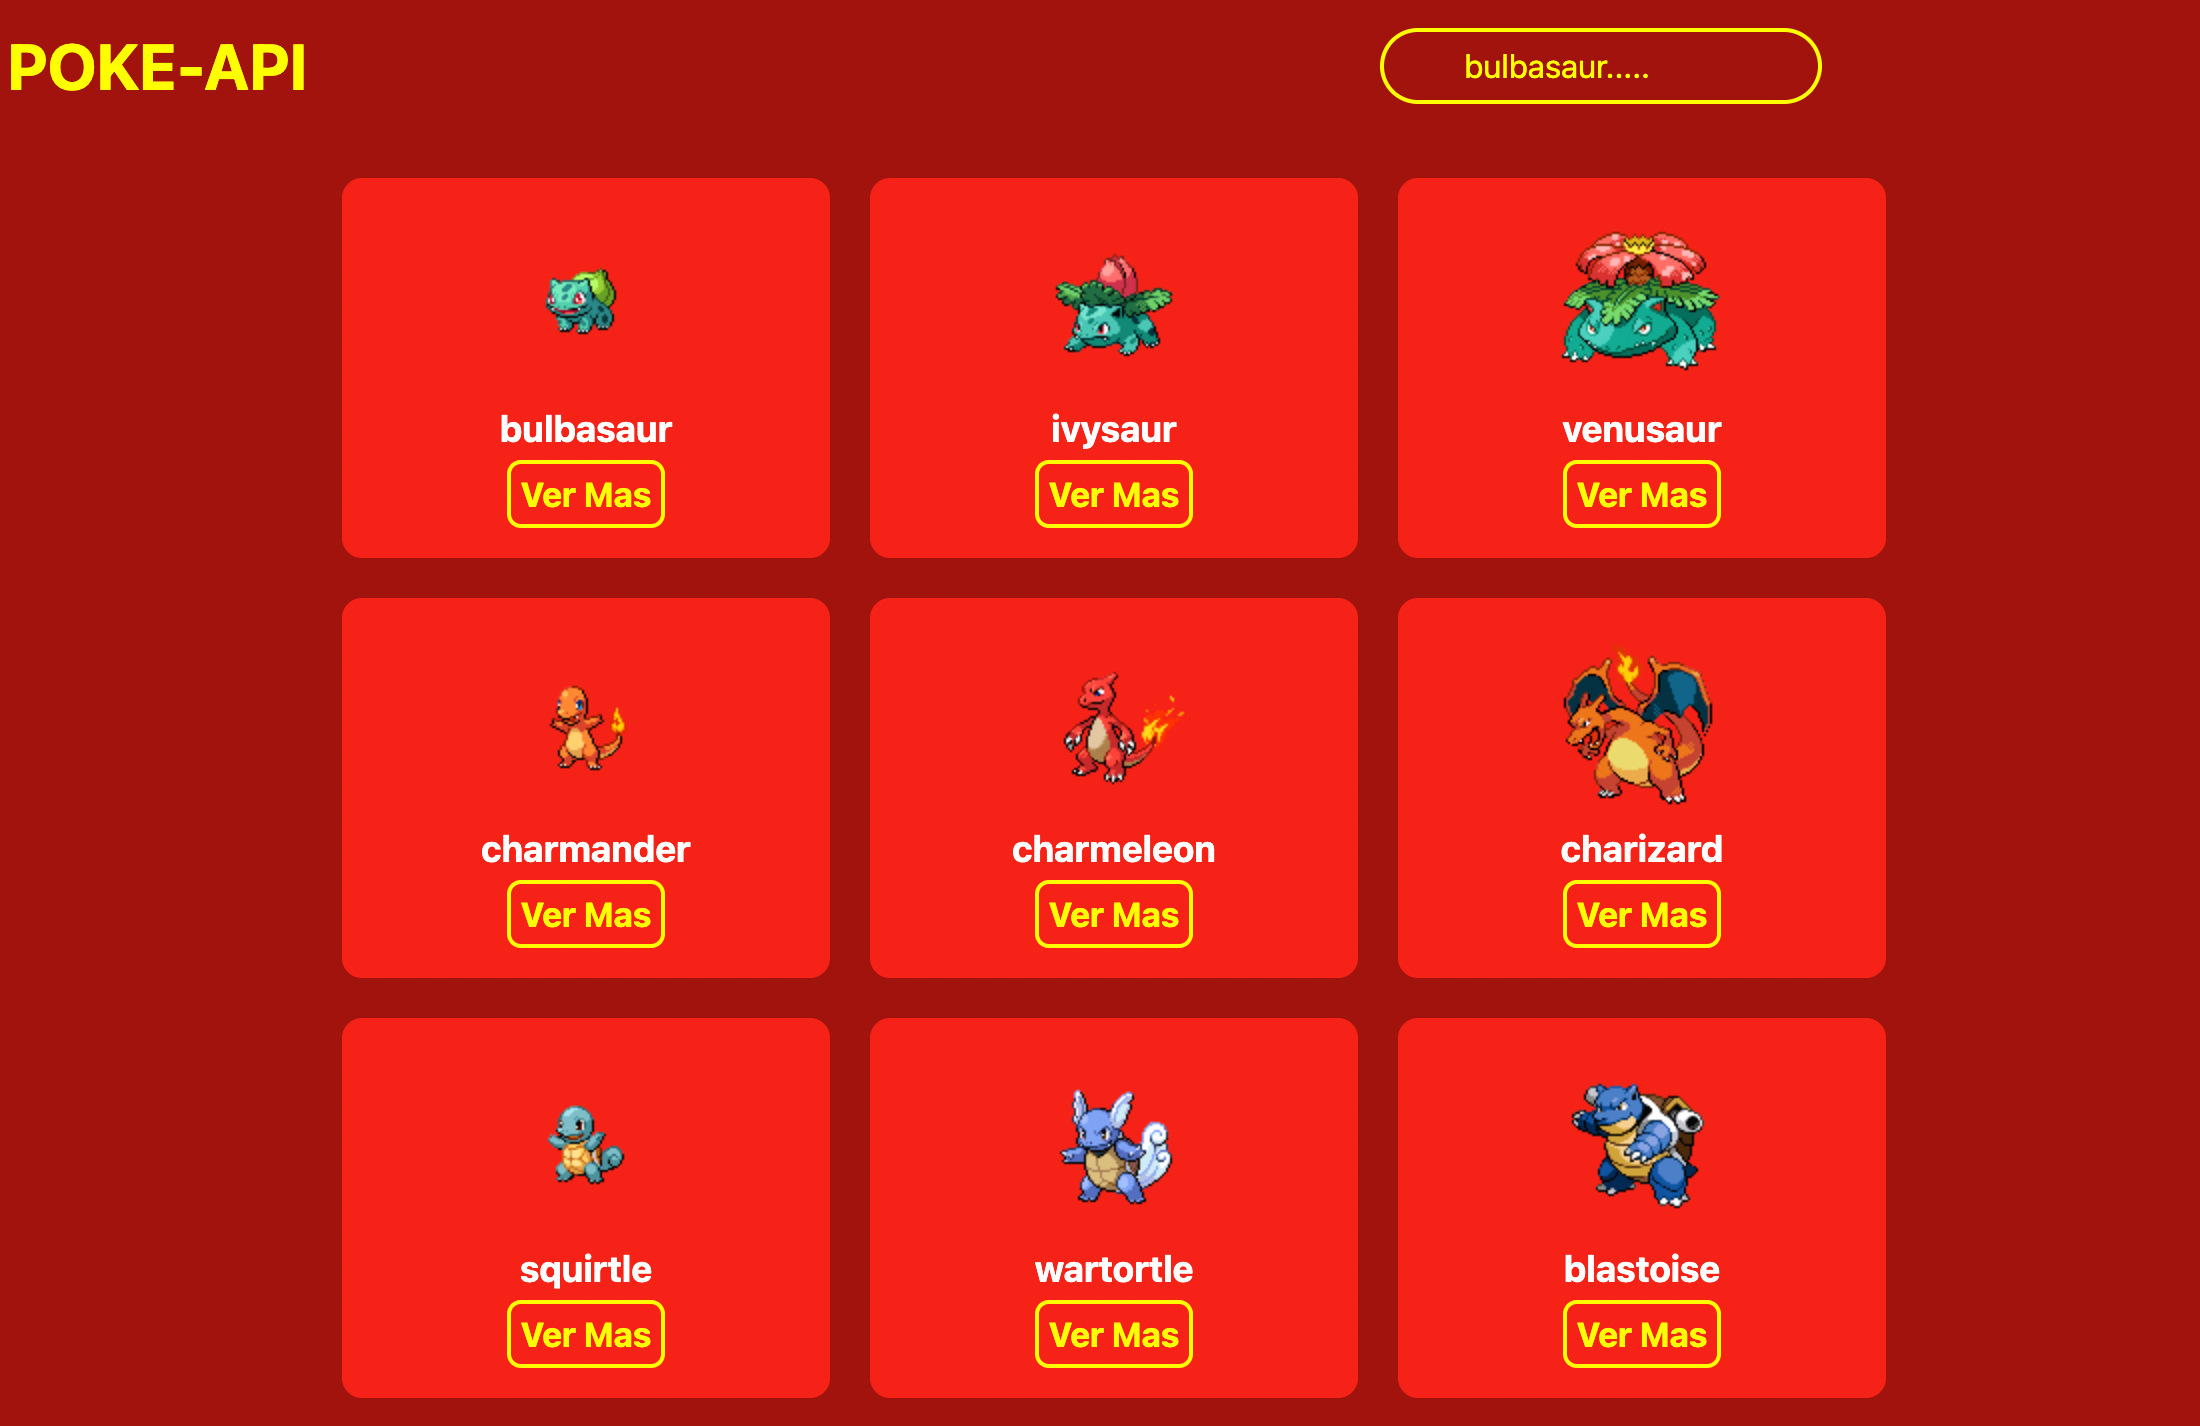 POKE-API
bulbasaur.....
bulbasaur
ivysaur
venusaur
Ver Mas
Ver Mas
Ver Mas
charmander
charmeleon
charizard
Ver Mas
Ver Mas
Ver Mas
squirtle
wartortle
blastoise
Ver Mas
Ver Mas
Ver Mas